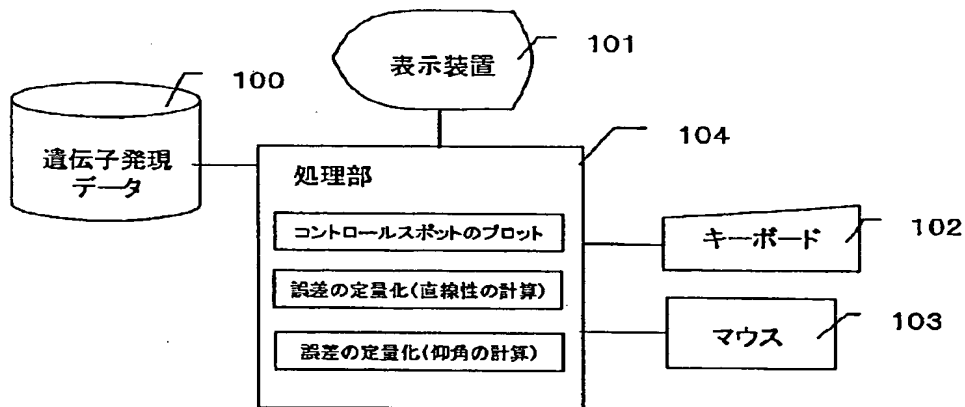 101
表示装置
100
遺伝子発現
データ
104
処理部
コントロールスポットのプロット
誤差の定量化(直線性の計算)
誤差の定量化(仰角の計算)
キーボード
102
マウス
103